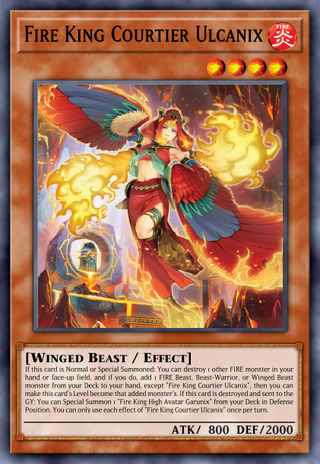 Fire King Courtier Ulcanix
FIRE
炎
[Winged Beast / Effect]
If this card is Normal or Special Summoned: You can destroy 1 other FIRE monster in your
hand or face-up field, and if you do, add 1 FIRE Beast, Beast-Warrior, or Winged Beast
monster from your Deck to your hand, except "Fire King Courtier Ulcanix", then you can
make this card's Level become that added monster's. If this card is destroyed and sent to the
GY: You can Special Summon 1 "Fire King High Avatar Garunix" from your Deck in Defense
Position. You can only use each effect of "Fire King Courtier Ulcanix" once per turn.
ATK/ 800 DEF/2000